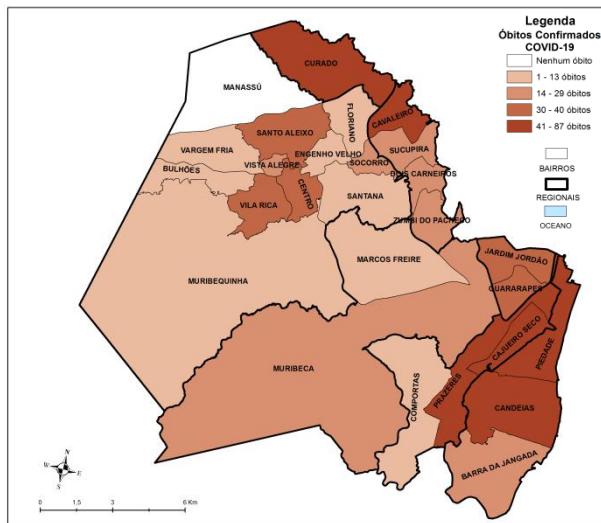 Legenda
Óbitos Confirmados
COVID-19
Nenhum óbito
1 - 13 óbitos
14 - 29 óbitos
30 - 40 óbitos
41 - 87 óbitos
BAIRROS
REGIONAIS
OCEANO
CURADO
MANASSÚ
FLORIANO
CAVALEIRO
SANTO ALEIXO
SUCUPIRA
VARGEM FRIA
ENGENHO VELHO
VISTA ALEGRE
SOCORRO
BULHÕES
DOIS CARNEIROS
CENTRO
SANTANA
VILA RICA
ZUMBI DO PACHECO
MARCOS FREIRE
JARDIM JORDÃO
MURIBEQUINHA
GUARARAPES
CAJUEIRO SECO
PIEDADE
MURIBECA
COMPORTAS
PRAZERES
CANDEIAS
BARRA DA JANGADA
N
W
E
S
0 1,5 3 6 Km